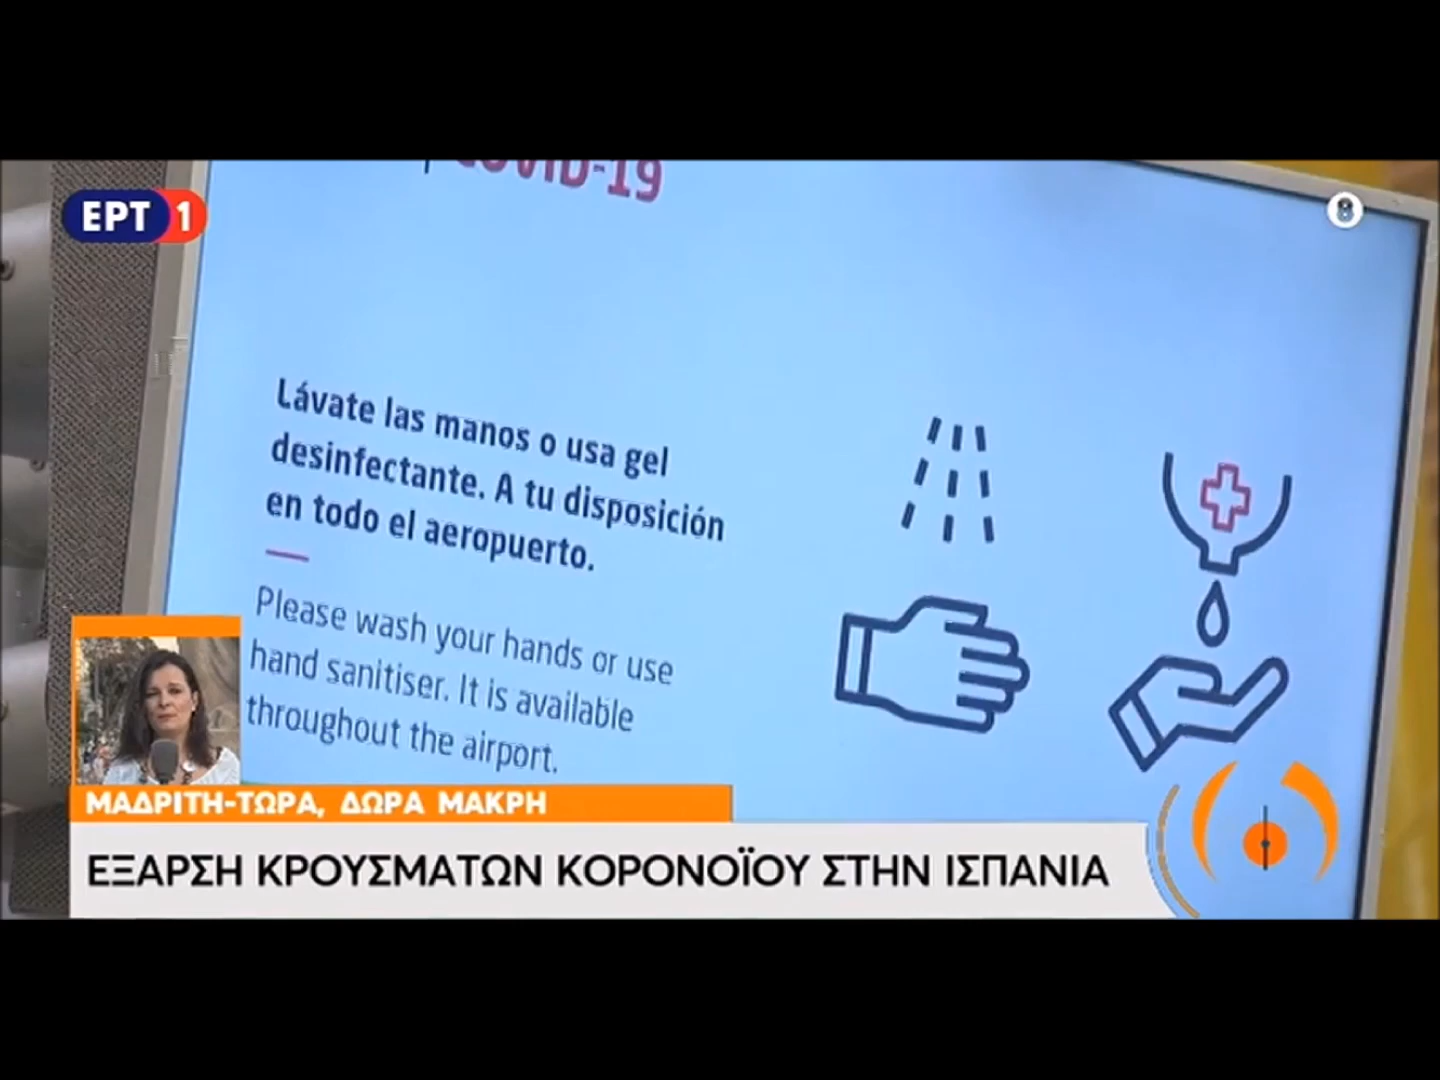 COVID-19
ΕΡΤ 1
8
Lávate las manos o usa gel
desinfectante. A tu disposición
en todo el aeropuerto.
Please wash your hands or use
hand sanitiser. It is available
throughout the airport.
ΜΑΔΡΙΤΗ-ΤΩΡΑ, ΔΩΡΑ ΜΑΚΡΗ
ΕΞΑΡΣΗ ΚΡΟΥΣΜΑΤΩΝ ΚΟΡΟΝΟΪΟΥ ΣΤΗΝ ΙΣΠΑΝΙΑ